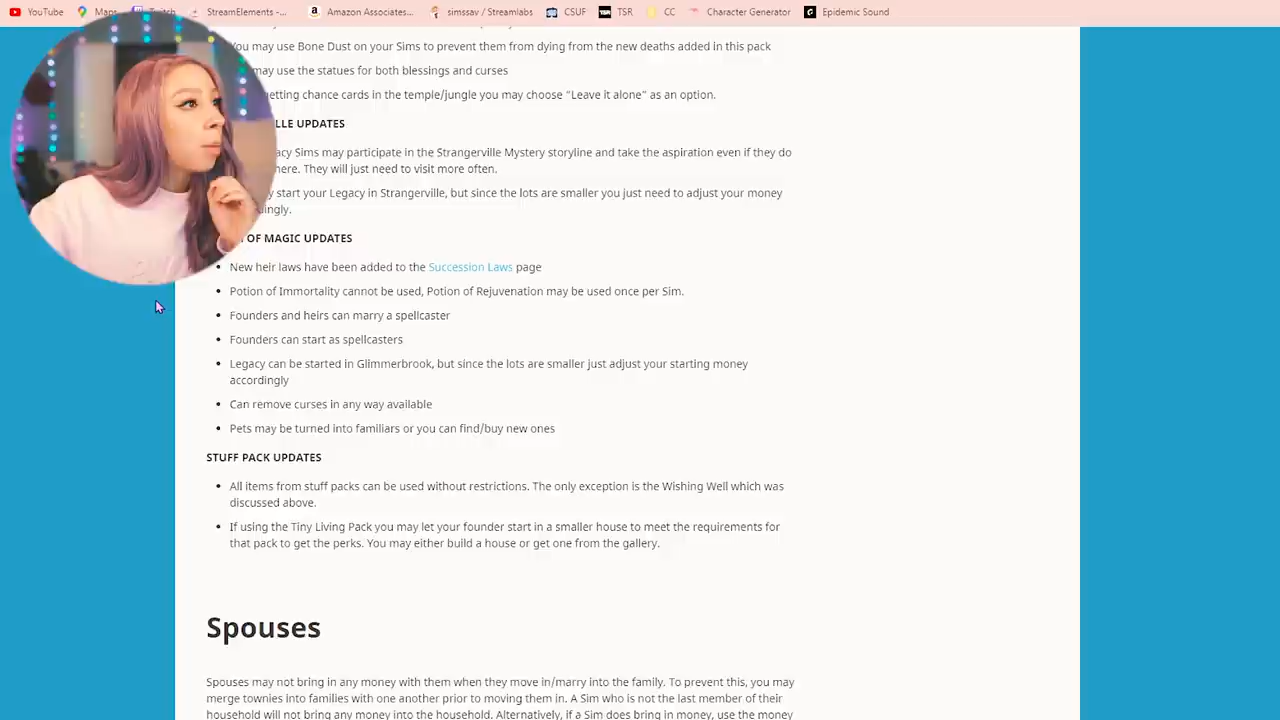 YouTube Maps Twitch StreamElements -... Amazon Associates... simssav / Streamlabs CSUF TSR TSR CC Character Generator Epidemic Sound
You may use Bone Dust on your Sims to prevent them from dying from the new deaths added in this pack
may use the statues for both blessings and curses
etting chance cards in the temple/jungle you may choose “Leave it alone” as an option.
LLE UPDATES
acy Sims may participate in the Strangerville Mystery storyline and take the aspiration even if they do
here. They will just need to visit more often.
y start your Legacy in Strangerville, but since the lots are smaller you just need to adjust your money
ingly.
OF MAGIC UPDATES
New heir laws have been added to the Succession Laws page
Potion of Immortality cannot be used, Potion of Rejuvenation may be used once per Sim.
Founders and heirs can marry a spellcaster
Founders can start as spellcasters
Legacy can be started in Glimmerbrook, but since the lots are smaller just adjust your starting money
accordingly
Can remove curses in any way available
Pets may be turned into familiars or you can find/buy new ones
STUFF PACK UPDATES
All items from stuff packs can be used without restrictions. The only exception is the Wishing Well which was
discussed above.
If using the Tiny Living Pack you may let your founder start in a smaller house to meet the requirements for
that pack to get the perks. You may either build a house or get one from the gallery.
Spouses
Spouses may not bring in any money with them when they move in/marry into the family. To prevent this, you may
merge townies into families with one another prior to moving them in. A Sim who is not the last member of their
household will not bring any money into the household. Alternatively, if a Sim does bring in money, use the money